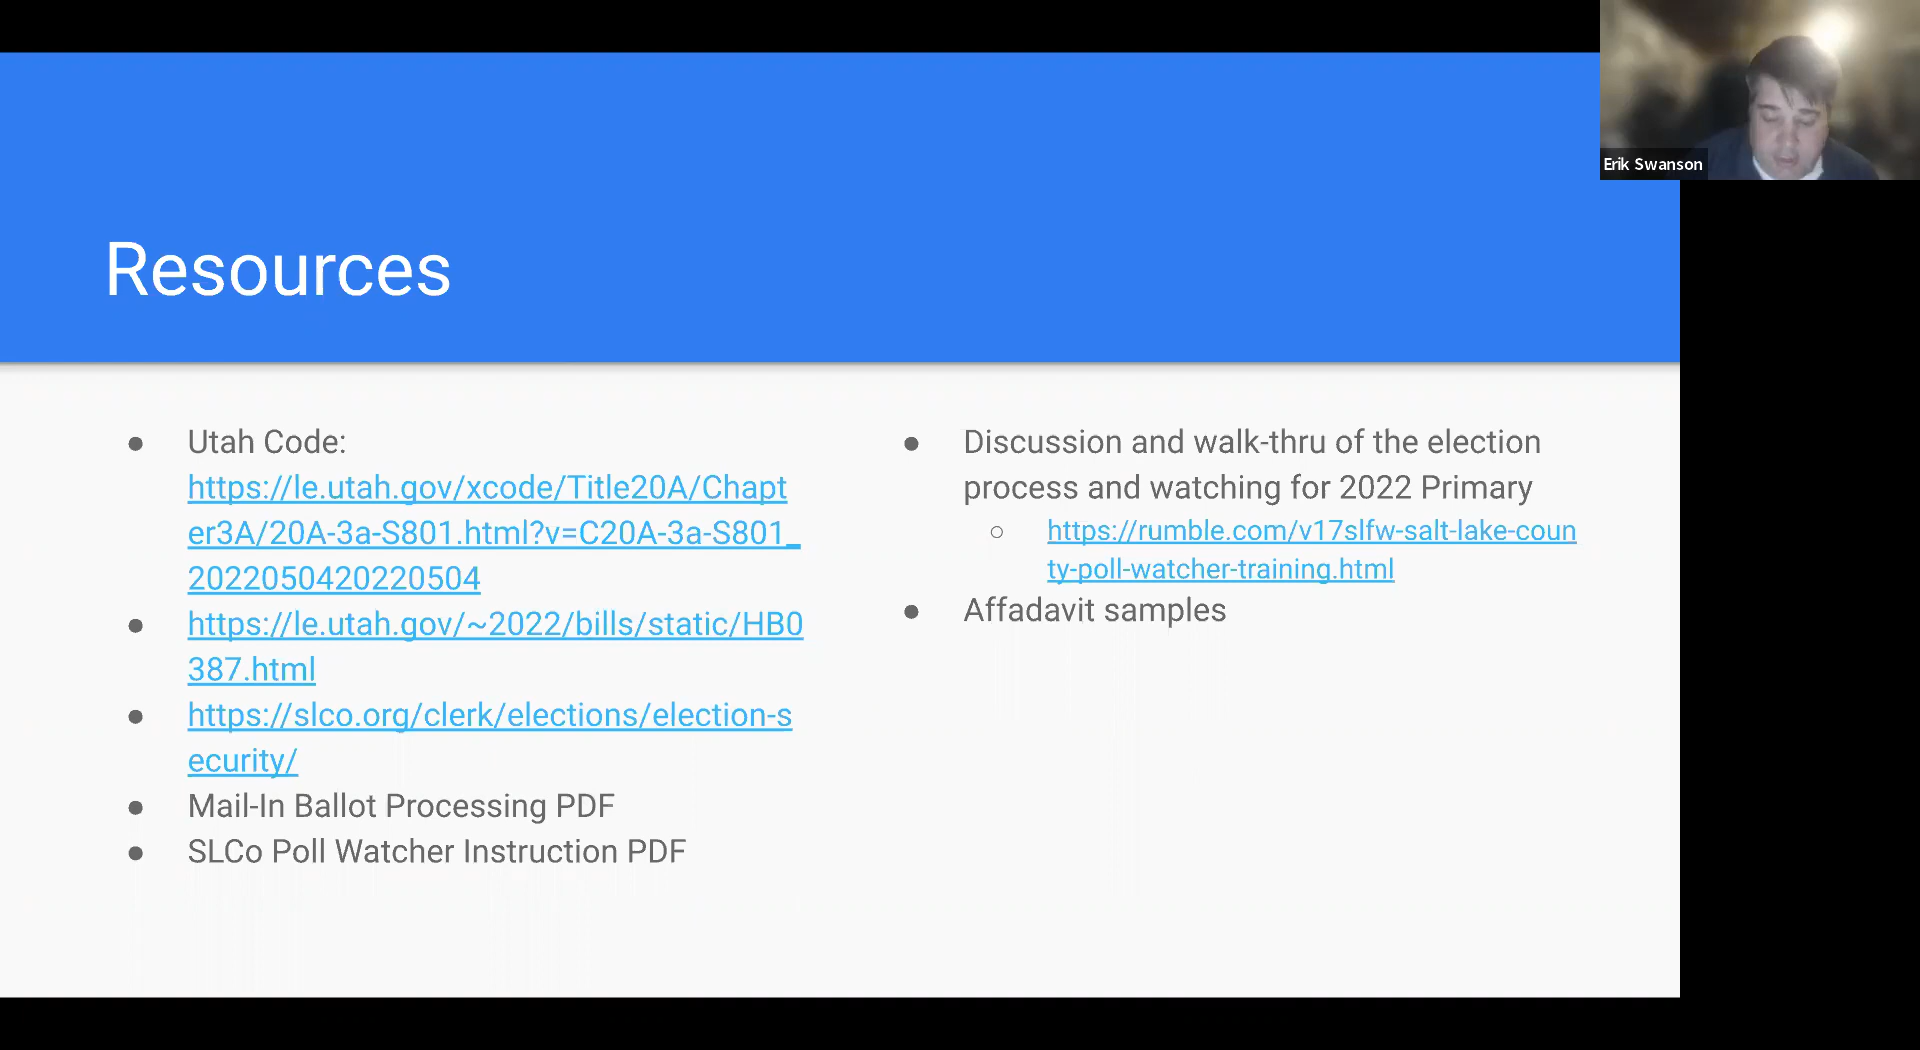 Erik Swanson
Resources
● Utah Code:
https://le.utah.gov/xcode/Title20A/Chapt
er3A/20A-3a-S801.html?v=C20A-3a-S801_
2022050420220504
● https://le.utah.gov/~2022/bills/static/HB0
387.html
● https://slco.org/clerk/elections/election-s
ecurity/
● Mail-In Ballot Processing PDF
● SLCo Poll Watcher Instruction PDF
● Discussion and walk-thru of the election
process and watching for 2022 Primary
○ https://rumble.com/v17slfw-salt-lake-coun
ty-poll-watcher-training.html
● Affadavit samples